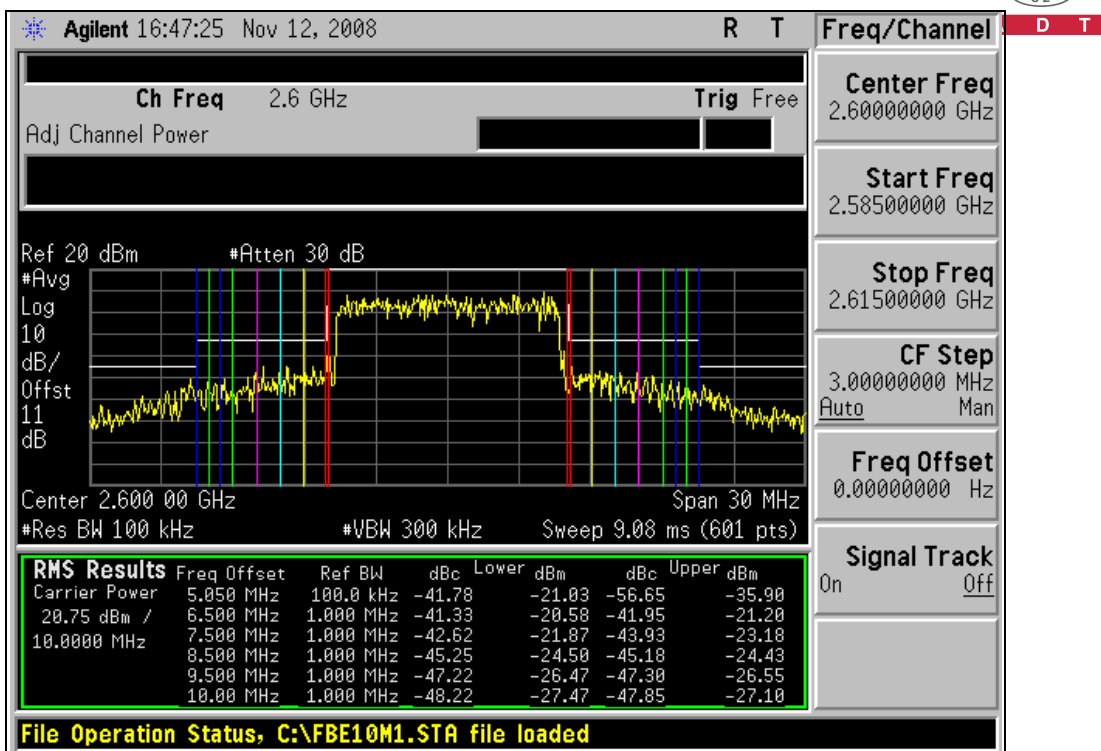 Agilent 16:47:25 Nov 12, 2008 R T
Freq/Channel
D T
Ch Freq 2.6 GHz Trig Free
Adj Channel Power
Center Freq
2.60000000 GHz
Start Freq
2.58500000 GHz
Stop Freq
2.61500000 GHz
CF Step
3.00000000 MHz
Auto Man
Freq Offset
0.00000000 Hz
Signal Track
On Off
Ref 20 dBm #Atten 30 dB
#Avg
Log
10
dB/
Offst
11
dB
Center 2.600 00 GHz Span 30 MHz
#Res BW 100 kHz #VBW 300 kHz Sweep 9.08 ms (601 pts)
RMS Results Freq Offset Ref BW dBc Lower dBm dBc Upper dBm
Carrier Power 5.050 MHz 100.0 kHz -41.78 -21.03 -56.65 -35.90
20.75 dBm / 6.500 MHz 1.000 MHz -41.33 -20.58 -41.95 -21.20
10.0000 MHz 7.500 MHz 1.000 MHz -42.62 -21.87 -43.93 -23.18
8.500 MHz 1.000 MHz -45.25 -24.50 -45.18 -24.43
9.500 MHz 1.000 MHz -47.22 -26.47 -47.30 -26.55
10.00 MHz 1.000 MHz -48.22 -27.47 -47.85 -27.10
File Operation Status, C:\FBE10M1.STA file loaded